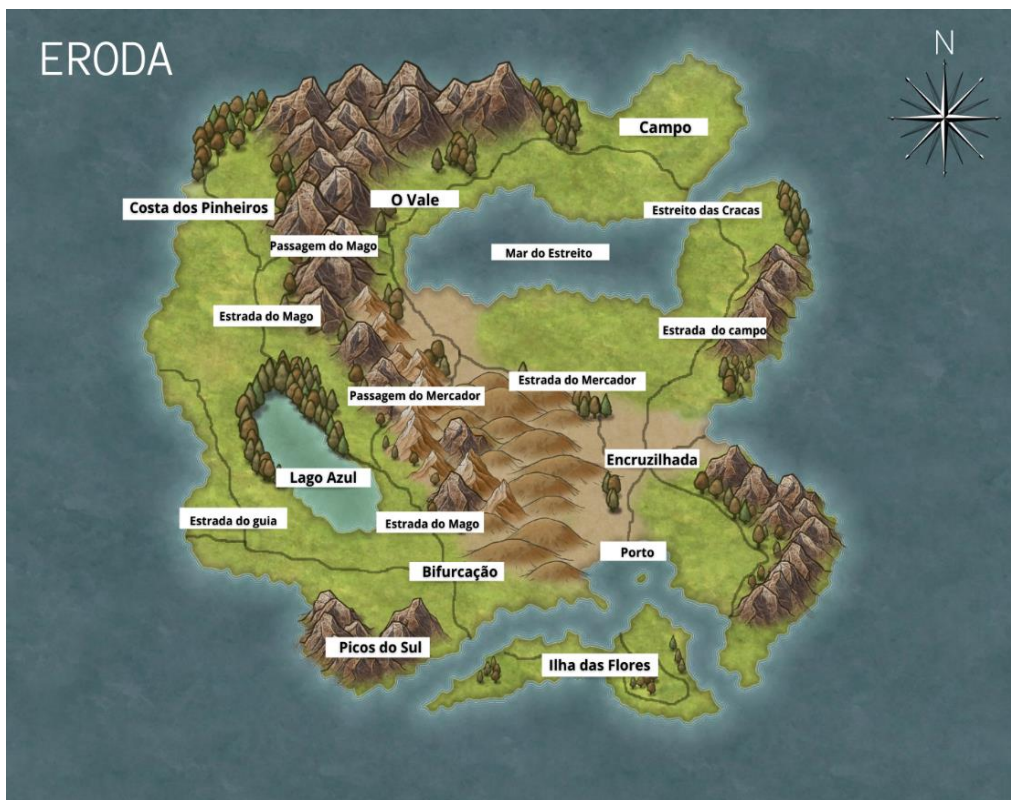 ERODA
N
Campo
O Vale
Costa dos Pinheiros
Estreito das Cracas
Passagem do Mago
Mar do Estreito
Estrada do Mago
Estrada do campo
Estrada do Mercador
Passagem do Mercador
Encruzilhada
Lago Azul
Estrada do guia
Estrada do Mago
Porto
Bifurcação
Picos do Sul
Ilha das Flores